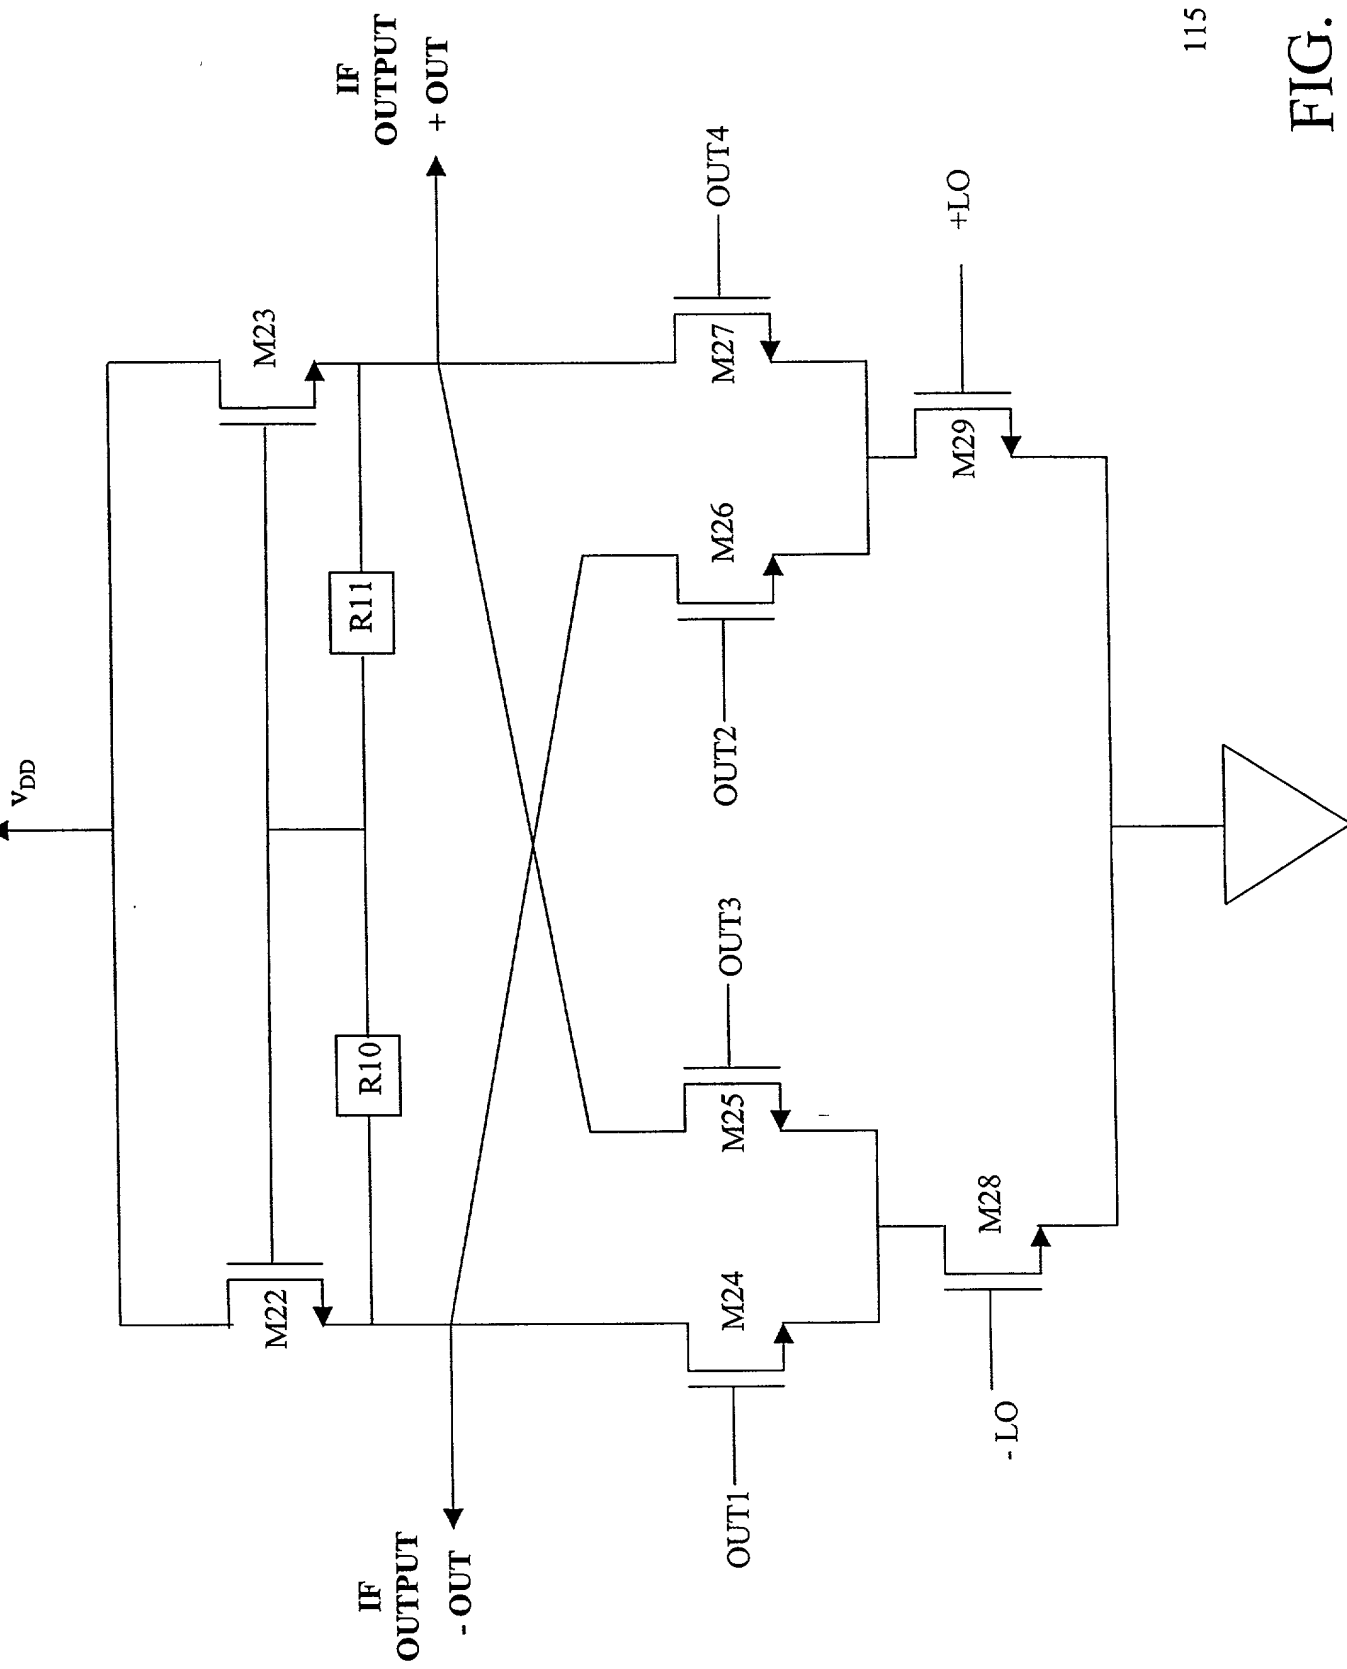 VDD
M22
M23
R10
R11
IF
OUTPUT
- OUT
IF
OUTPUT
+ OUT
OUT1
M24
M25
OUT3
OUT2
M26
M27
OUT4
- LO
M28
M29
+LO
115
FIG.